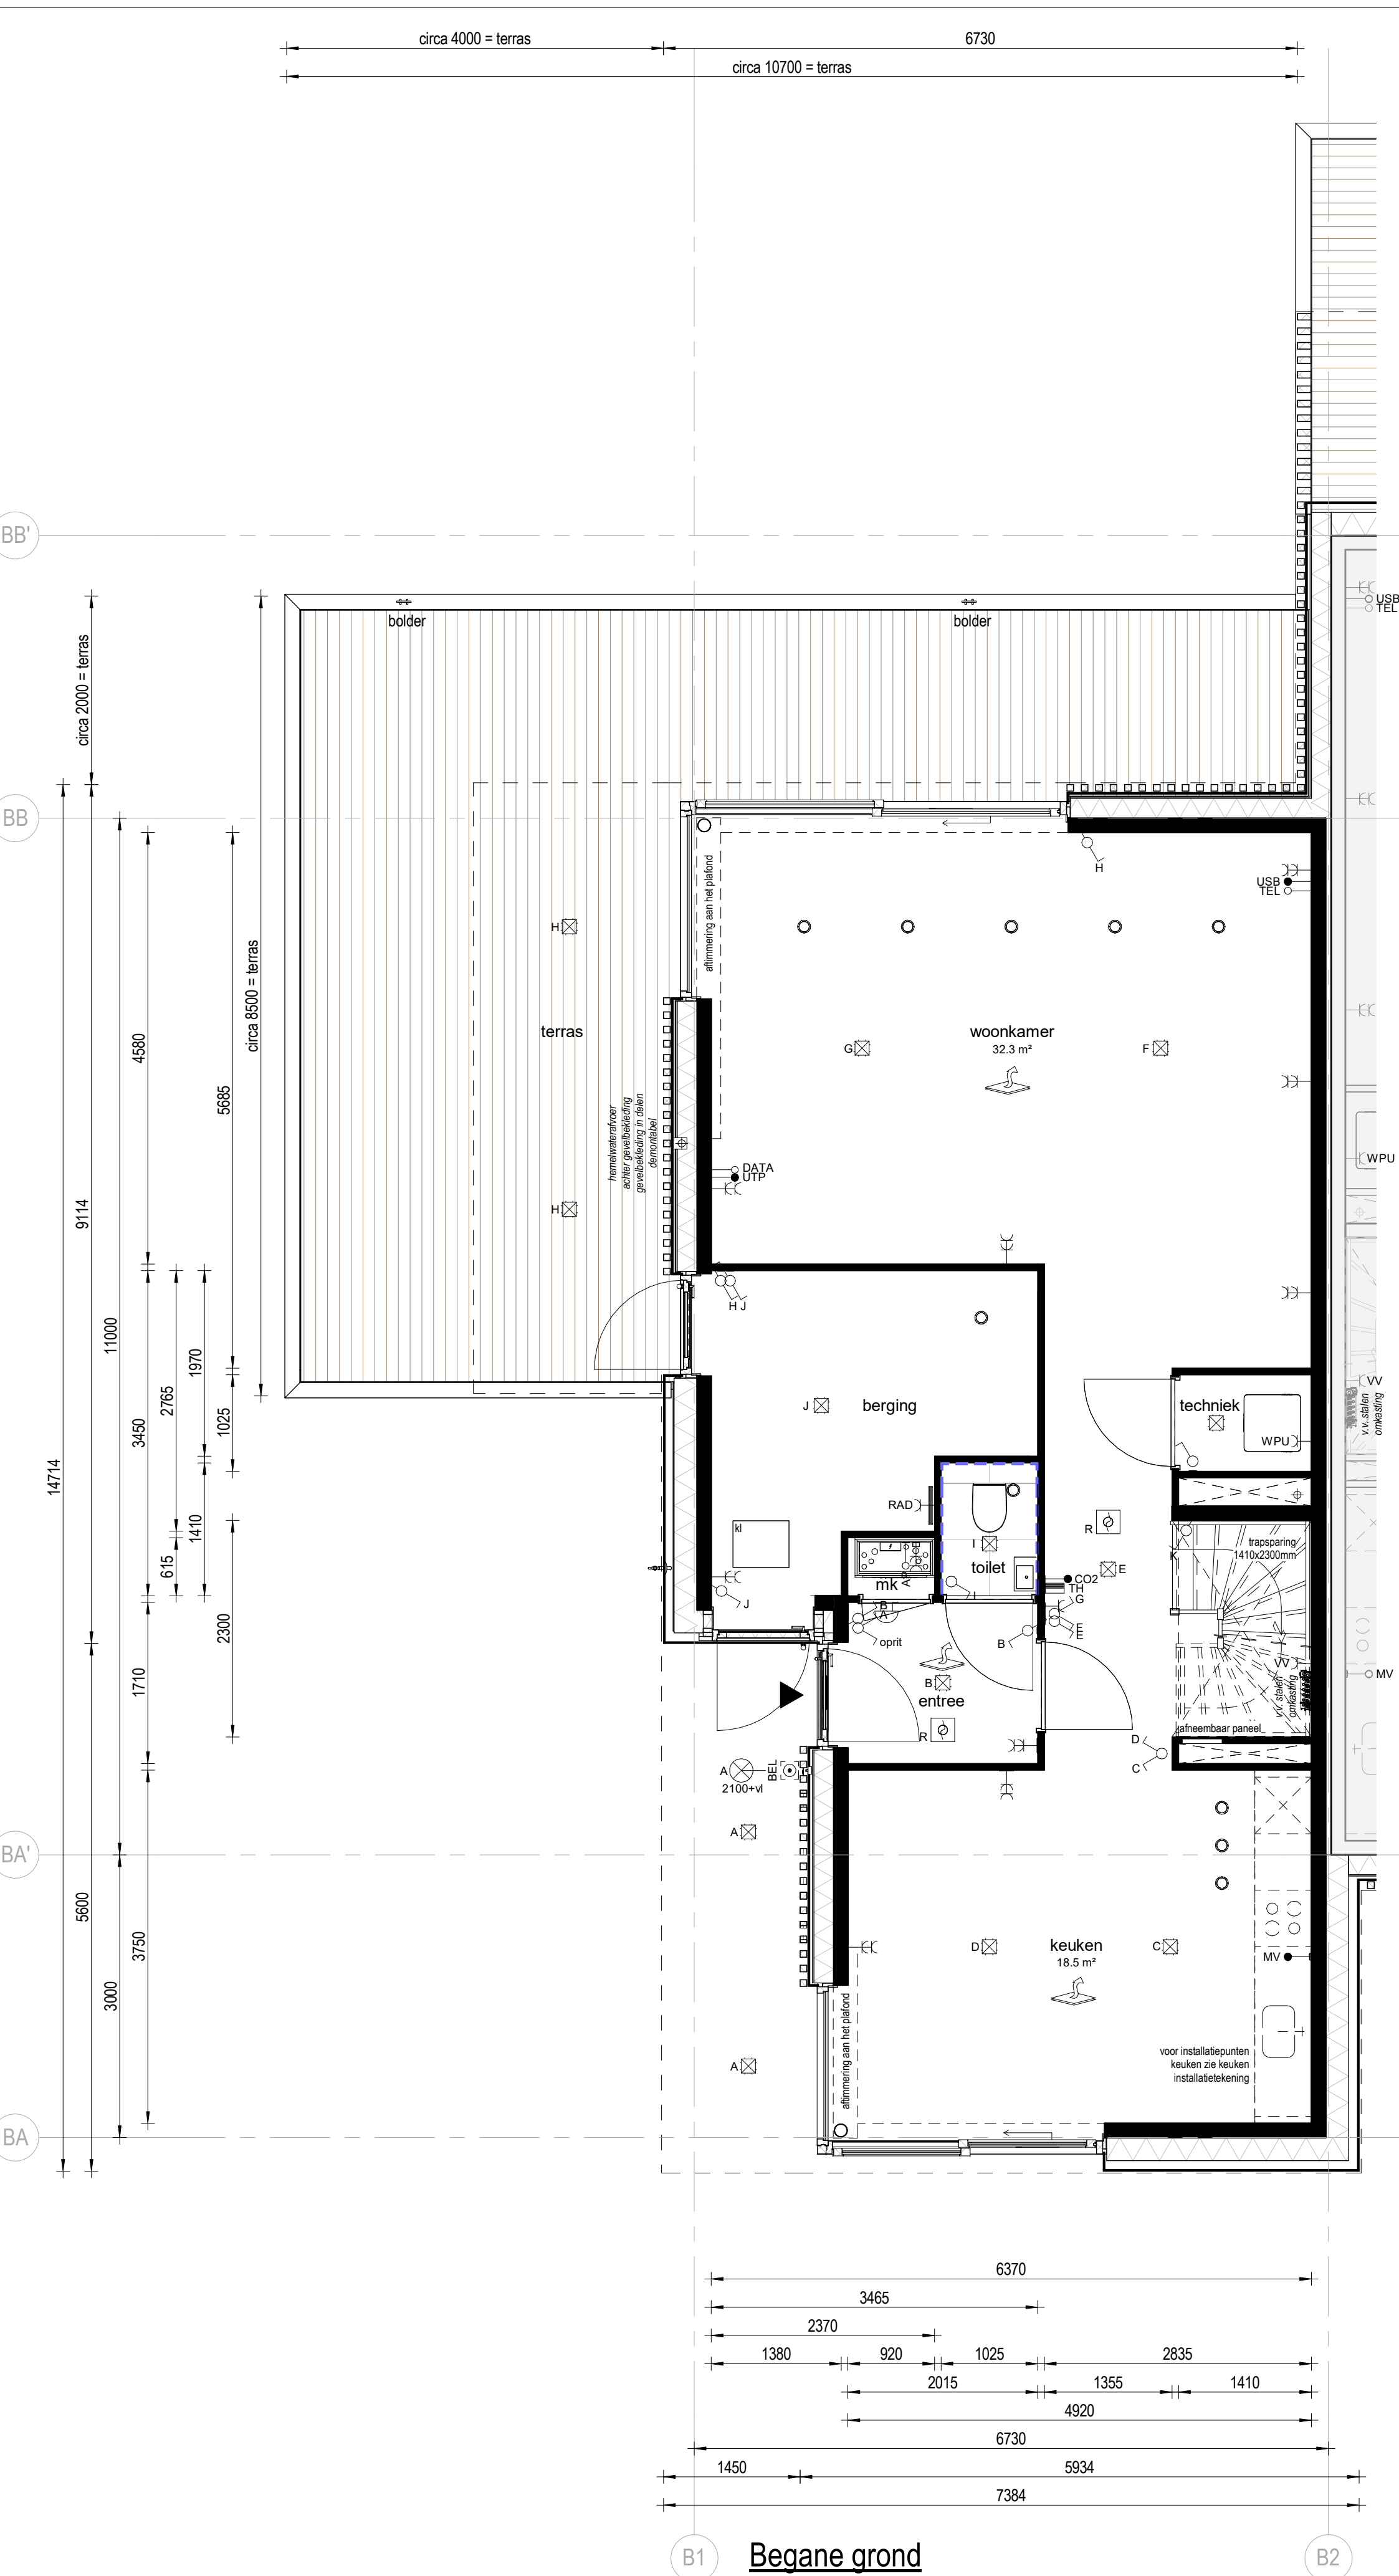 circa 4000 = terras
6730
circa 10700 = terras
BB'
USB
TEL
bolder
bolder
circa 2000 = terras
BB
circa 8500 = terras
aftimmering aan het plafond
H
USB
TEL
H
terras
woonkamer
32.3 m²
G
F
4580
5685
hemelwaterafvoer
achter gevelbekleding
gevelbekleding in delen
demontabel
DATA
UTP
WPU
H
9114
H J
11000
1970
2765
3450
1025
J
berging
techniek
WPU
VV
v.v. stalen
omkasting
14714
RAD
1410
615
2300
kl
R
trapsparing
1410x2300mm
K
I
toilet
E
mk
CO2
TH
G
J
I
B
A
oprit
B
E
E
1710
B
entree
R
VV
v.v. stalen
omkasting
MV
afneembaar paneel
D
C
A
2100+vl
BEL
A
BA'
5600
3750
3000
D
keuken
18.5 m²
C
MV
aftimmering aan het plafond
voor installatiepunten
keuken zie keuken
installatietekening
A
BA
6370
3465
2370
1380
920
1025
2835
2015
1355
1410
4920
6730
1450
5934
7384
B1
Begane grond
B2